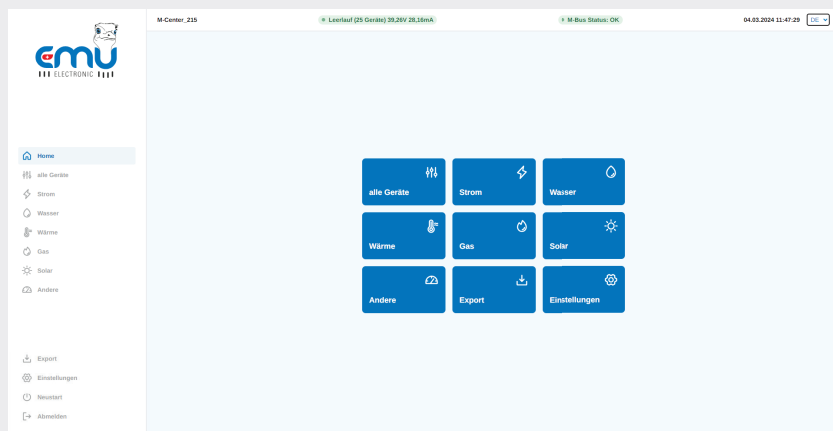 M-Center_215
Leerlauf (25 Geräte) 39,26V 28,16mA
M-Bus Status: OK
04.03.2024 11:47:29
DE
emu
ELECTRONIC
Home
alle Geräte
Strom
Wasser
Wärme
Gas
Solar
Andere
Export
Einstellungen
Neustart
Abmelden
alle Geräte
Strom
Wasser
Wärme
Gas
Solar
Andere
Export
Einstellungen